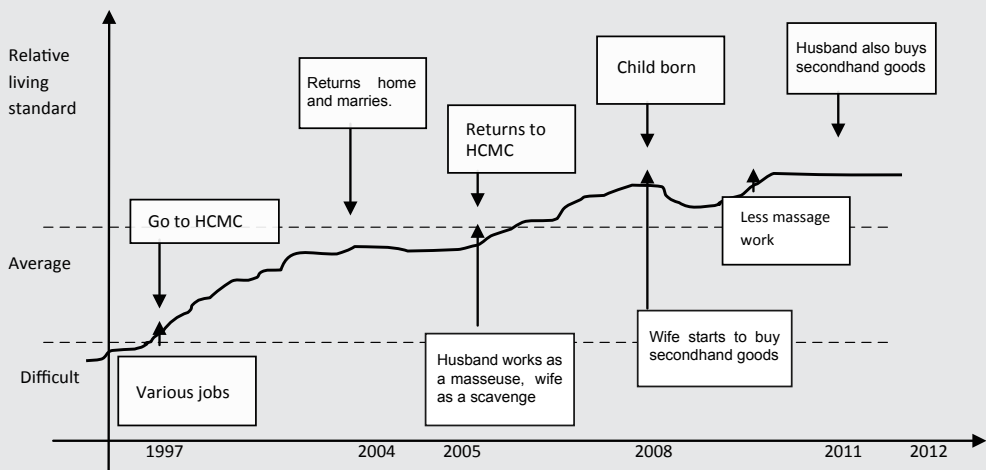 Relative
living
standard
Average
Difficult
Go to HCMC
Various jobs
Returns home
and marries.
Returns to
HCMC
Husband works as
a masseuse, wife
as a scavenge
Child born
Wife starts to buy
secondhand goods
Less massage
work
Husband also buys
secondhand goods
1997
2004
2005
2008
2011
2012